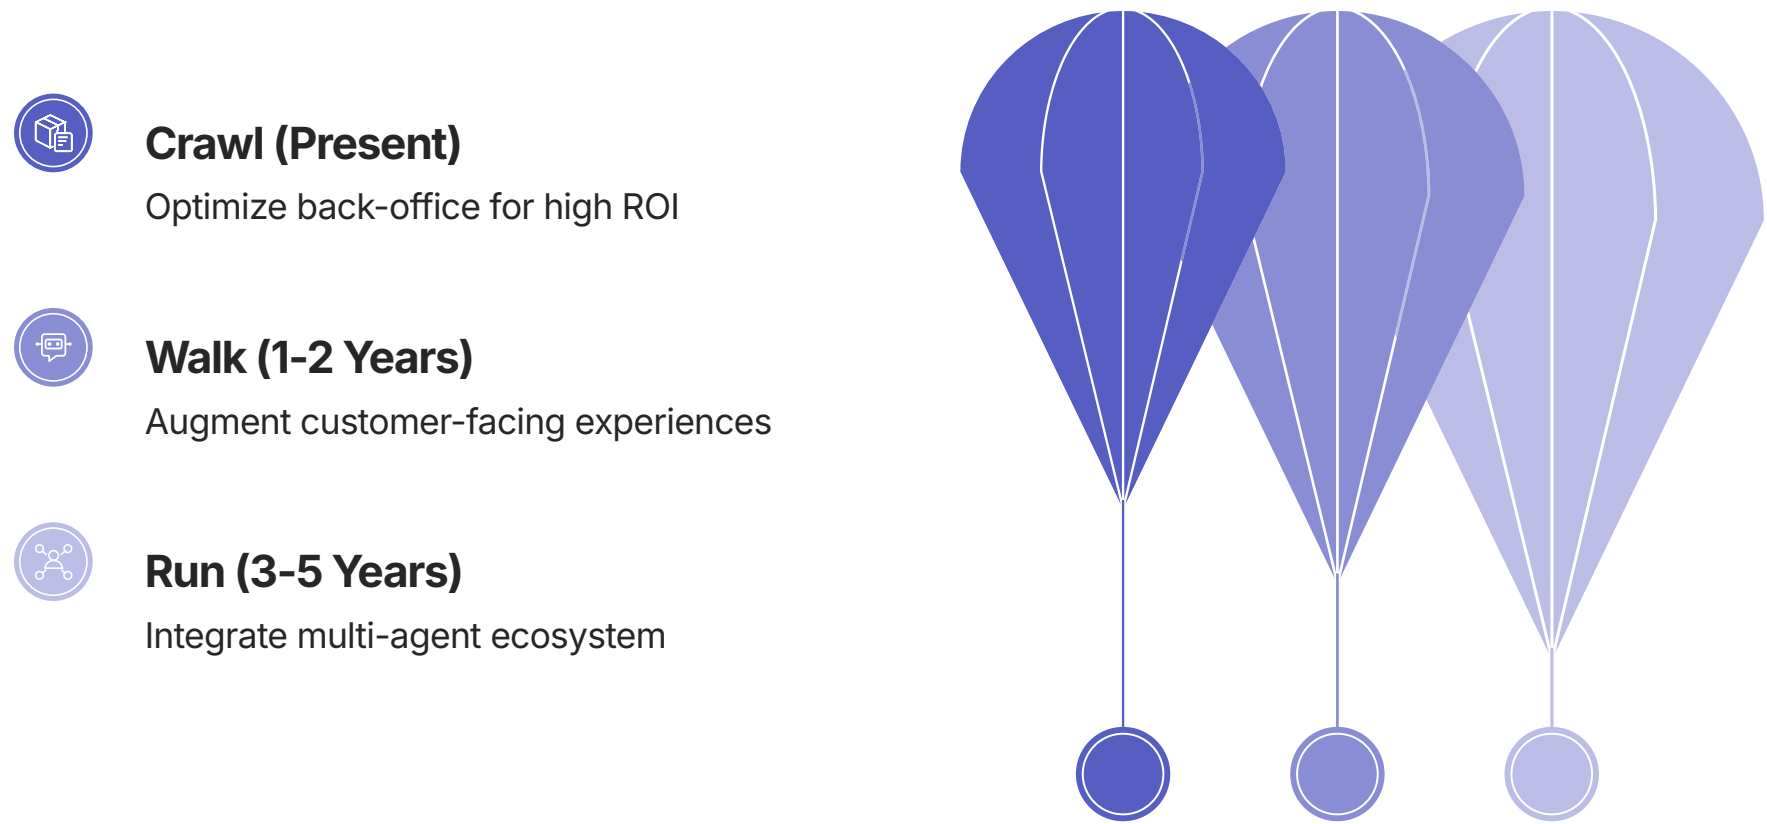 Crawl (Present)
Optimize back-office for high ROI
Walk (1-2 Years)
Augment customer-facing experiences
Run (3-5 Years)
Integrate multi-agent ecosystem